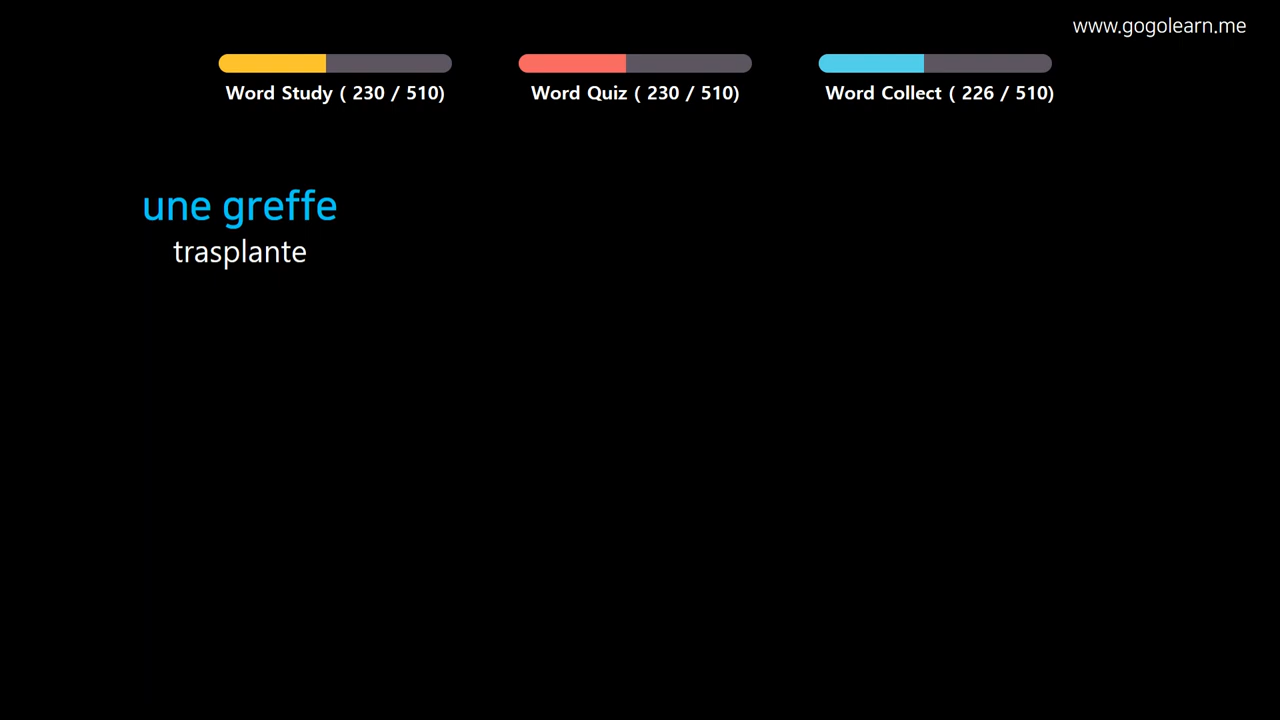 www.gogolearn.me
Word Study ( 230 / 510)
Word Quiz ( 230 / 510)
Word Collect ( 226 / 510)
une greffe
trasplante